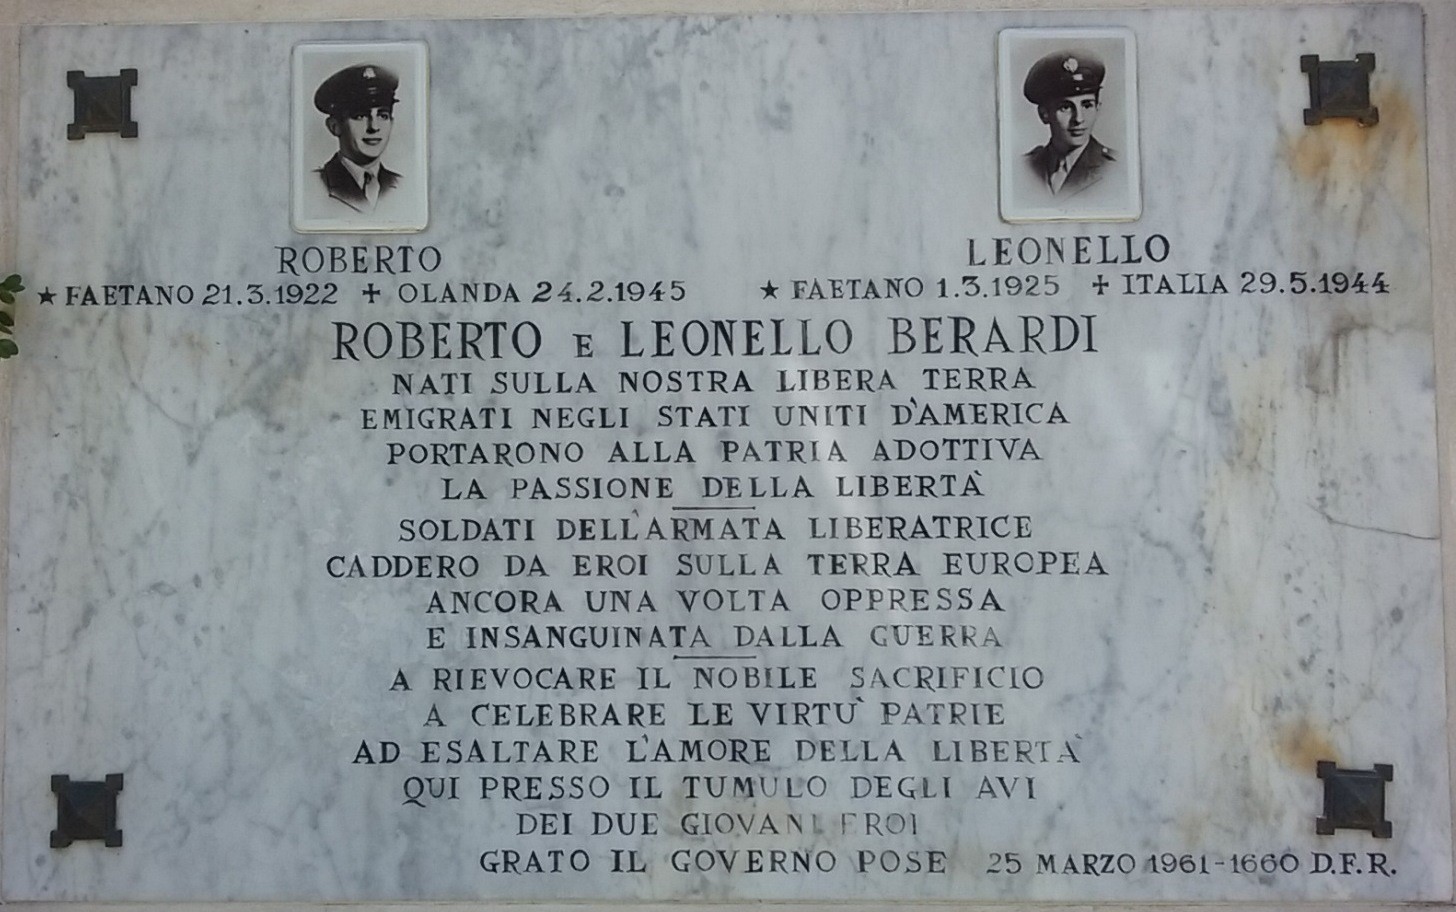 ROBERTO
LEONELLO
★ FAETANO 21.3.1922 ✝ OLANDA 24.2.1945
★ FAETANO 1.3.1925 ✝ ITALIA 29.5.1944
ROBERTO E LEONELLO BERARDI
NATI SULLA NOSTRA LIBERA TERRA
EMIGRATI NEGLI STATI UNITI D'AMERICA
PORTARONO ALLA PATRIA ADOTTIVA
LA PASSIONE DELLA LIBERTÀ
SOLDATI DELL'ARMATA LIBERATRICE
CADDERO DA EROI SULLA TERRA EUROPEA
ANCORA UNA VOLTA OPPRESSA
E INSANGUINATA DALLA GUERRA
A RIEVOCARE IL NOBILE SACRIFICIO
A CELEBRARE LE VIRTU' PATRIE
AD ESALTARE L'AMORE DELLA LIBERTA'
QUI PRESSO IL TUMULO DEGLI AVI
DEI DUE GIOVANI EROI
GRATO IL GOVERNO POSE 25 MARZO 1961-1660 D.F.R.